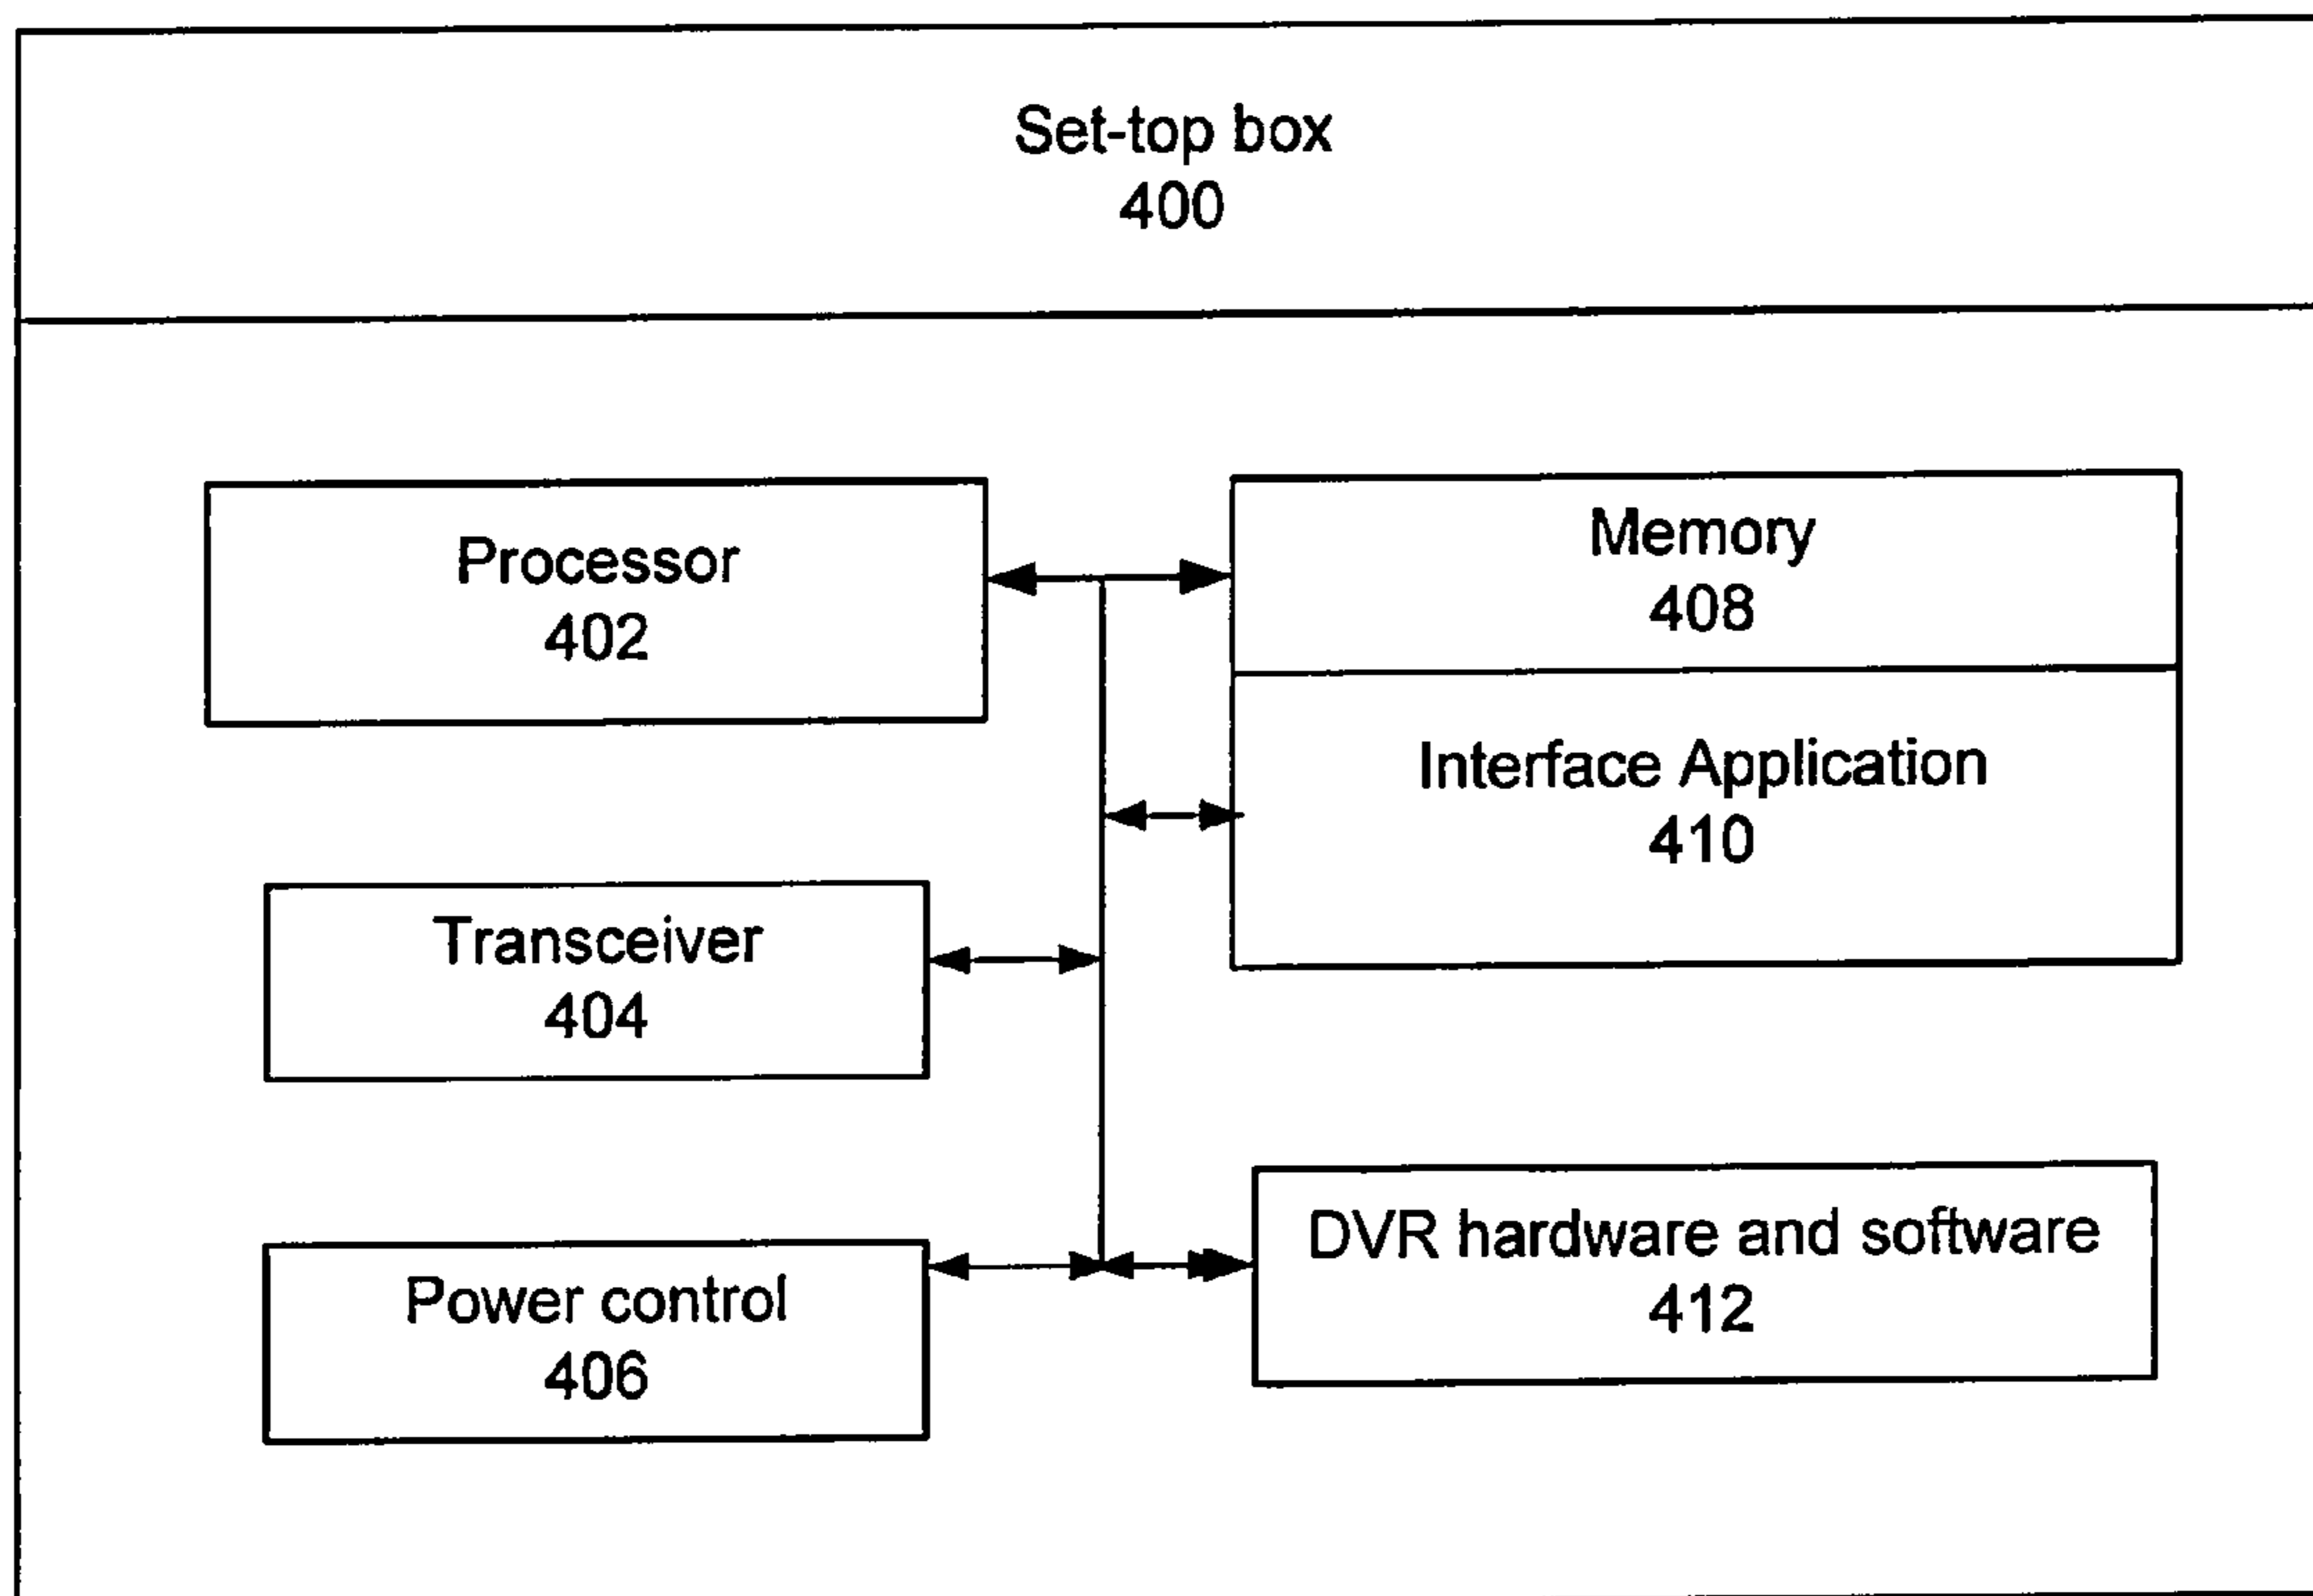 Set-top box
400
Processor
402
Memory
408
Interface Application
410
Transceiver
404
Power control
406
DVR hardware and software
412